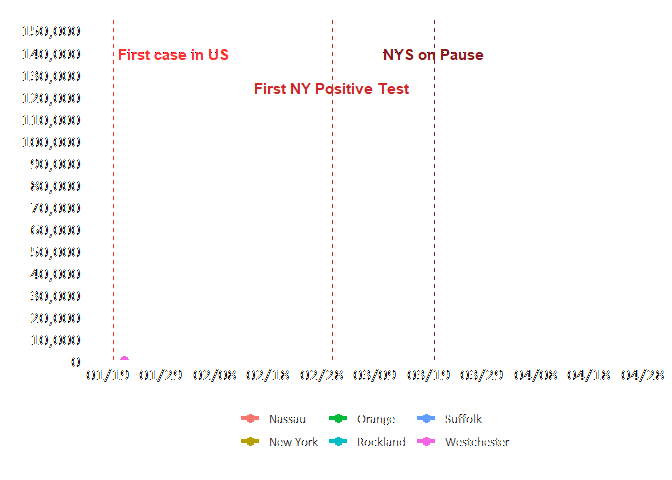 150,000
140,000
First case in US
NYS on Pause
130,000
First NY Positive Test
120,000
110,000
100,000
90,000
80,000
70,000
60,000
50,000
40,000
30,000
20,000
10,000
0
01/19 01/29 02/08 02/18 02/28 03/09 03/19 03/29 04/08 04/18 04/28
Nassau Orange Suffolk
New York Rockland Westchester